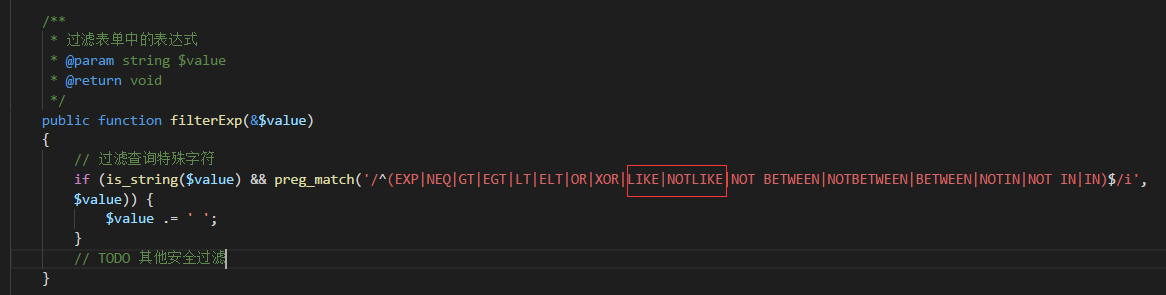 /**
* 过滤表单中的表达式
* @param string $value
* @return void
*/
public function filterExp(&$value)
{
// 过滤查询特殊字符
if (is_string($value) && preg_match('/^(EXP|NEQ|GT|EGT|LT|ELT|OR|XOR|LIKE|NOTLIKE|NOT BETWEEN|NOTBETWEEN|BETWEEN|NOTIN|NOT IN|IN)$/i',
$value)) {
$value .= ' ';
}
// TODO 其他安全过滤
}